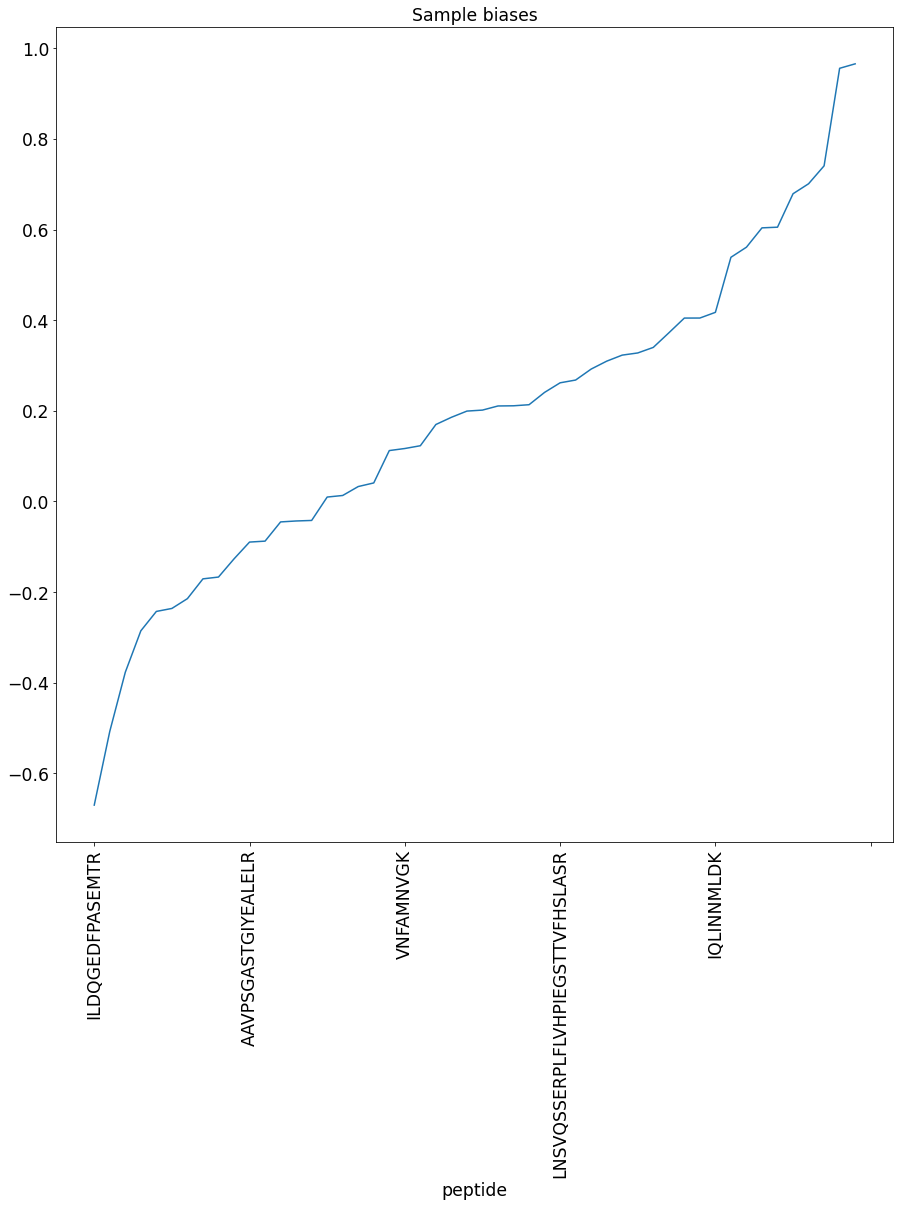 Sample biases
1.0
0.8
0.6
0.4
0.2
0.0
−0.2
−0.4
−0.6
ILDQGEDFPASEMTR
AAVPSGASTGIYEALELR
VNFAMNVGK
LNSVQSSERPLFLVHPIEGSTTVFHSLASR
IQLINNMLDK
peptide